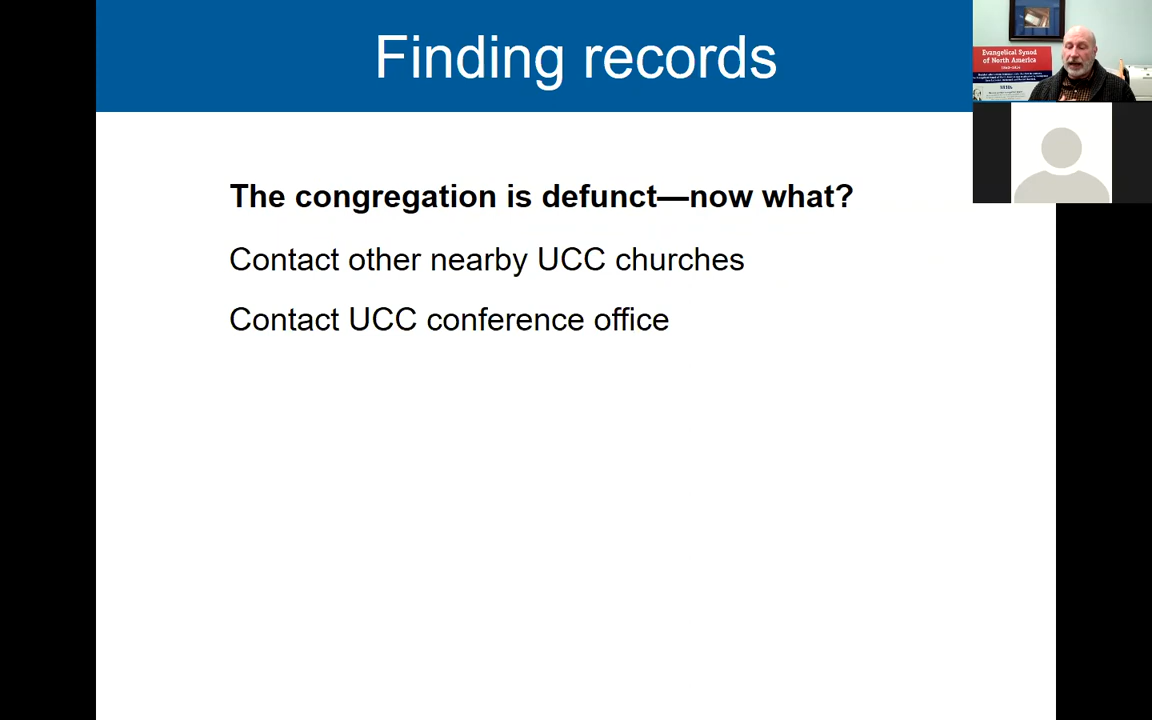 Finding records
Evangelical Synod
of North America
The congregation is defunct—now what?
Contact other nearby UCC churches
Contact UCC conference office